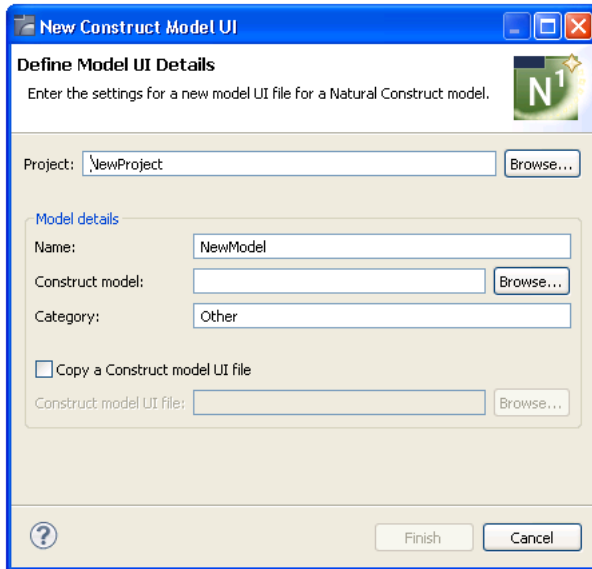 New Construct Model UI
Define Model UI Details
Enter the settings for a new model UI file for a Natural Construct model.
N1
Project: NewProject Browse...
Model details
Name: NewModel
Construct model: Browse...
Category: Other
Copy a Construct model UI file
Construct model UI file: Browse...
? Finish Cancel